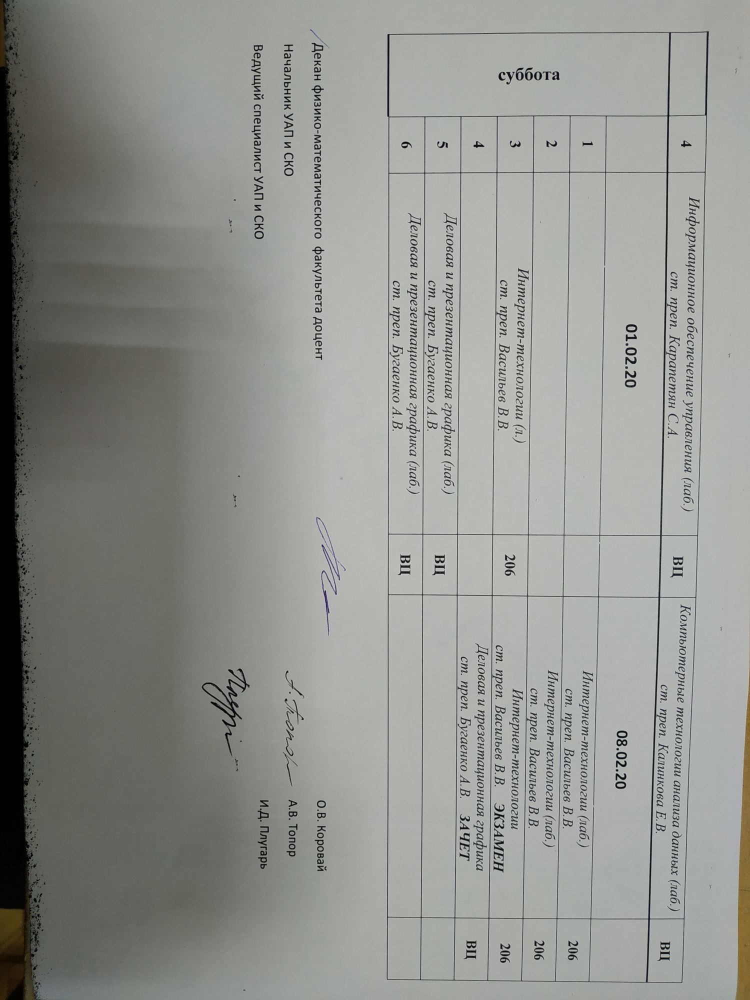 4 Информационное обеспечение управления (лаб.) ВЦ Компьютерные технологии анализа данных (лаб.) ВЦ
ст. преп. Карапетян С.А. ст. преп. Калинкова Е.В.
суббота
01.02.20 08.02.20
1 Интернет-технологии (лаб.) 206
ст. преп. Васильев В.В.
2 Интернет-технологии (лаб.) 206
ст. преп. Васильев В.В.
3 Интернет-технологии (л.) 206 Интернет-технологии 206
ст. преп. Васильев В.В. ст. преп. Васильев В.В. ЭКЗАМЕН
4 Деловая и презентационная графика ВЦ
ст. преп. Бугаенко А.В. ЗАЧЕТ
5 Деловая и презентационная графика (лаб.) ВЦ
ст. преп. Бугаенко А.В.
6 Деловая и презентационная графика (лаб.) ВЦ
ст. преп. Бугаенко А.В.
Декан физико-математического факультета доцент О.В. Коровай
Начальник УАП и СКО А. Топор А.В. Топор
Ведущий специалист УАП и СКО И.Д. Плугарь